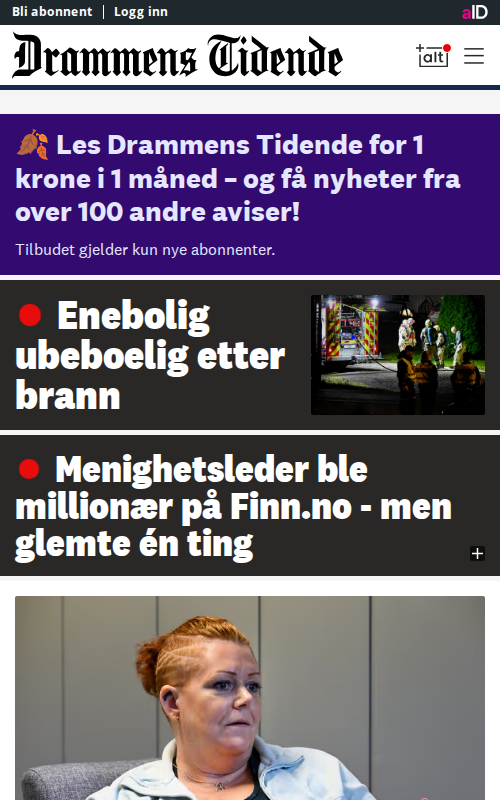 Bli abonnent | Logg inn
aID
Drammens Tidende
+alt
🍂 Les Drammens Tidende for 1
krone i 1 måned – og få nyheter fra
over 100 andre aviser!
Tilbudet gjelder kun nye abonnenter.
Enebolig
ubeboelig etter
brann
Menighetsleder ble
millionær på Finn.no - men
glemte én ting
+